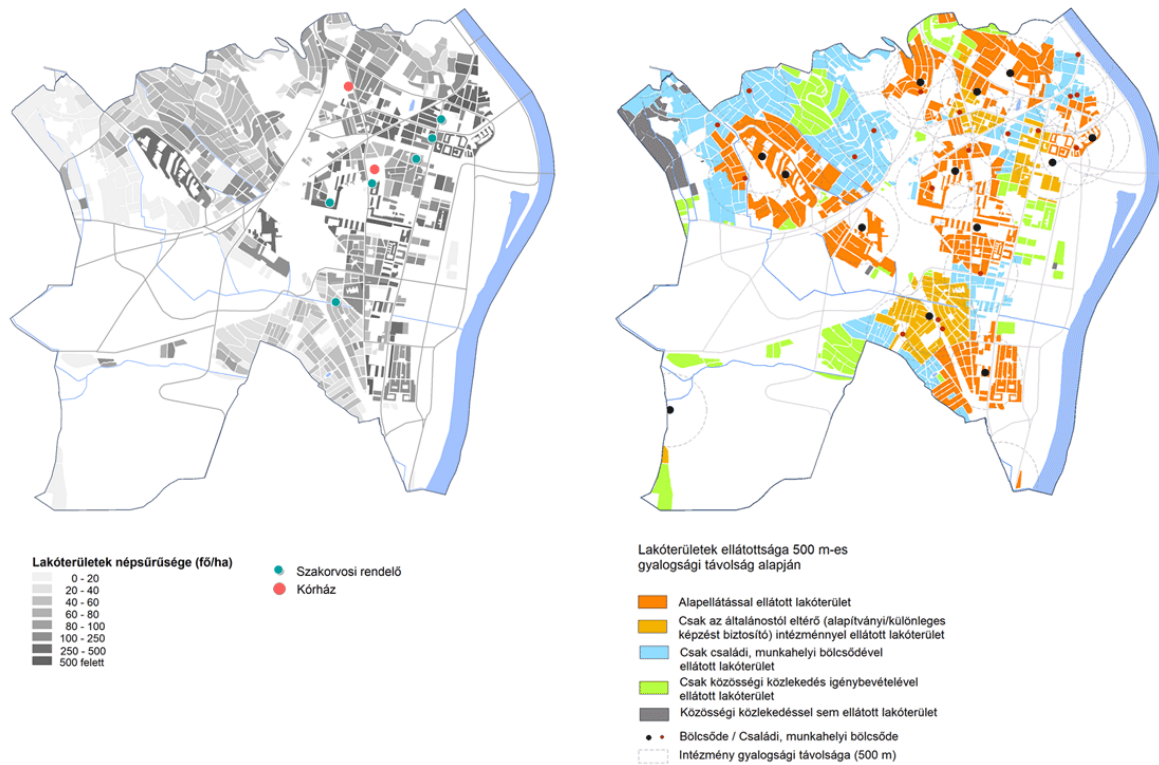 Lakóterületek népsűrűsége (fő/ha)
0 - 20
20 - 40
40 - 60
60 - 80
80 - 100
100 - 250
250 - 500
500 felett
Szakorvosi rendelő
Kórház
Lakóterületek ellátottsága 500 m-es
gyalogsági távolság alapján
Alapellátással ellátott lakóterület
Csak az általánostól eltérő (alapítványi/különleges
képzést biztosító) intézménnyel ellátott lakóterület
Csak családi, munkahelyi bölcsődével
ellátott lakóterület
Csak közösségi közlekedés igénybevételével
ellátott lakóterület
Közösségi közlekedéssel sem ellátott lakóterület
Bölcsőde / Családi, munkahelyi bölcsőde
Intézmény gyalogsági távolsága (500 m)